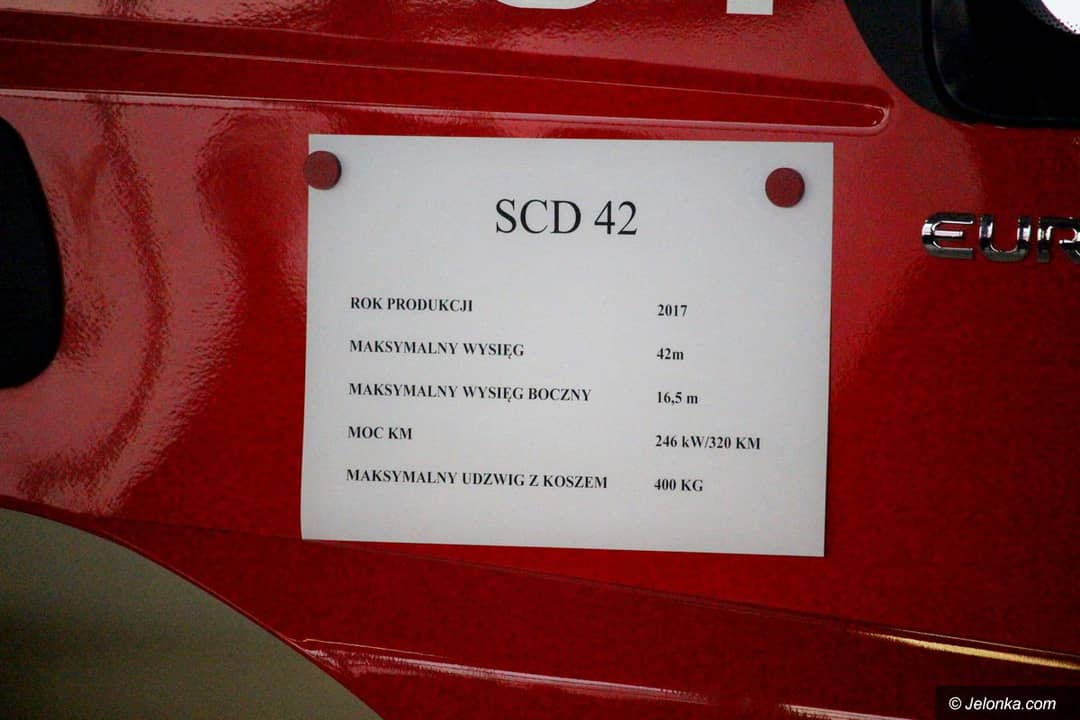 SCD 42
ROK PRODUKCJI 2017
MAKSYMALNY WYSIĘG 42m
MAKSYMALNY WYSIĘG BOCZNY 16,5 m
MOC KM 246 kW/320 KM
MAKSYMALNY UDZWIG Z KOSZEM 400 KG
EUR
© Jelonka.com